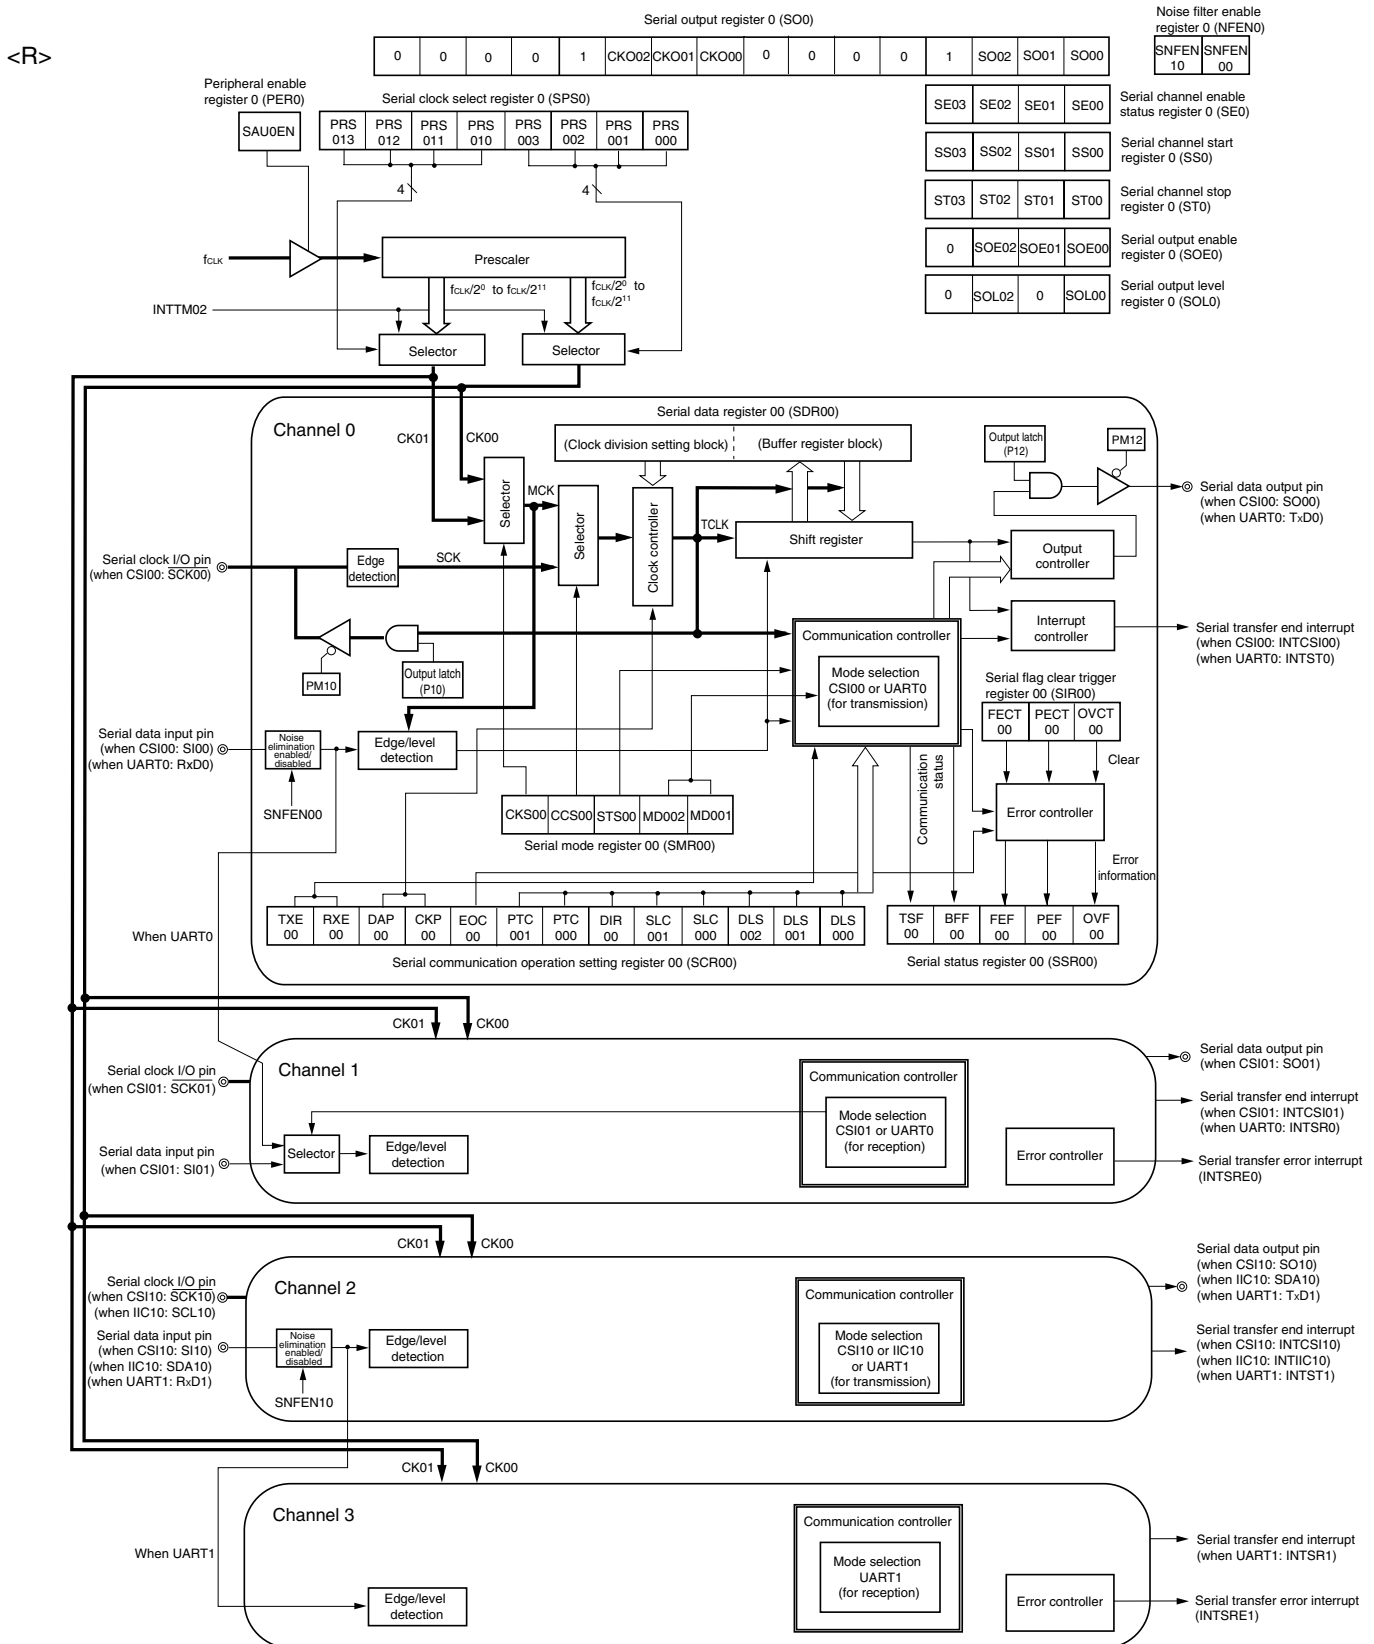 <R>
Serial output register 0 (SO0)
0 0 0 0 1 CKO02 CKO01 CKO00 0 0 0 0 1 SO02 SO01 SO00
Noise filter enable
register 0 (NFEN0)
SNFEN 10 SNFEN 00
Peripheral enable
register 0 (PER0)
SAU0EN
Serial clock select register 0 (SPS0)
PRS 013 PRS 012 PRS 011 PRS 010 PRS 003 PRS 002 PRS 001 PRS 000
4
4
SE03 SE02 SE01 SE00
Serial channel enable
status register 0 (SE0)
SS03 SS02 SS01 SS00
Serial channel start
register 0 (SS0)
ST03 ST02 ST01 ST00
Serial channel stop
register 0 (ST0)
0 SOE02 SOE01 SOE00
Serial output enable
register 0 (SOE0)
0 SOL02 0 SOL00
Serial output level
register 0 (SOL0)
fCLK
Prescaler
fCLK/2⁰ to fCLK/2¹¹
fCLK/2⁰ to
fCLK/2¹¹
INTTM02
Selector
Selector
Channel 0
CK01
CK00
Serial data register 00 (SDR00)
(Clock division setting block)
(Buffer register block)
Output latch
(P12)
PM12
Serial data output pin
(when CSI00: SO00)
(when UART0: TxD0)
Selector
MCK
Selector
Clock controller
TCLK
Shift register
Output
controller
Serial clock I/O pin
(when CSI00: SCK00)
Edge
detection
SCK
Interrupt
controller
Serial transfer end interrupt
(when CSI00: INTCSI00)
(when UART0: INTST0)
Communication controller
Mode selection
CSI00 or UART0
(for transmission)
PM10
Output latch
(P10)
Serial flag clear trigger
register 00 (SIR00)
FECT 00 PECT 00 OVCT 00
Clear
Serial data input pin
(when CSI00: SI00)
(when UART0: RxD0)
Noise
elimination
enabled/
disabled
Edge/level
detection
SNFEN00
Communication
status
Error controller
Error
information
CKS00 CCS00 STS00 MD002 MD001
Serial mode register 00 (SMR00)
TXE 00 RXE 00 DAP 00 CKP 00 EOC 00 PTC 001 PTC 000 DIR 00 SLC 001 SLC 000 DLS 002 DLS 001 DLS 000
Serial communication operation setting register 00 (SCR00)
TSF 00 BFF 00 FEF 00 PEF 00 OVF 00
Serial status register 00 (SSR00)
When UART0
CK01
CK00
Channel 1
Serial clock I/O pin
(when CSI01: SCK01)
Communication controller
Mode selection
CSI01 or UART0
(for reception)
Serial data output pin
(when CSI01: SO01)
Serial transfer end interrupt
(when CSI01: INTCSI01)
(when UART0: INTSR0)
Serial data input pin
(when CSI01: SI01)
Selector
Edge/level
detection
Error controller
Serial transfer error interrupt
(INTSRE0)
CK01
CK00
Channel 2
Serial clock I/O pin
(when CSI10: SCK10)
(when IIC10: SCL10)
Serial data input pin
(when CSI10: SI10)
(when IIC10: SDA10)
(when UART1: RxD1)
Noise
elimination
enabled/
disabled
Edge/level
detection
SNFEN10
Communication controller
Mode selection
CSI10 or IIC10
or UART1
(for transmission)
Serial data output pin
(when CSI10: SO10)
(when IIC10: SDA10)
(when UART1: TxD1)
Serial transfer end interrupt
(when CSI10: INTCSI10)
(when IIC10: INTIIC10)
(when UART1: INTST1)
CK01
CK00
Channel 3
When UART1
Edge/level
detection
Communication controller
Mode selection
UART1
(for reception)
Error controller
Serial transfer end interrupt
(when UART1: INTSR1)
Serial transfer error interrupt
(INTSRE1)